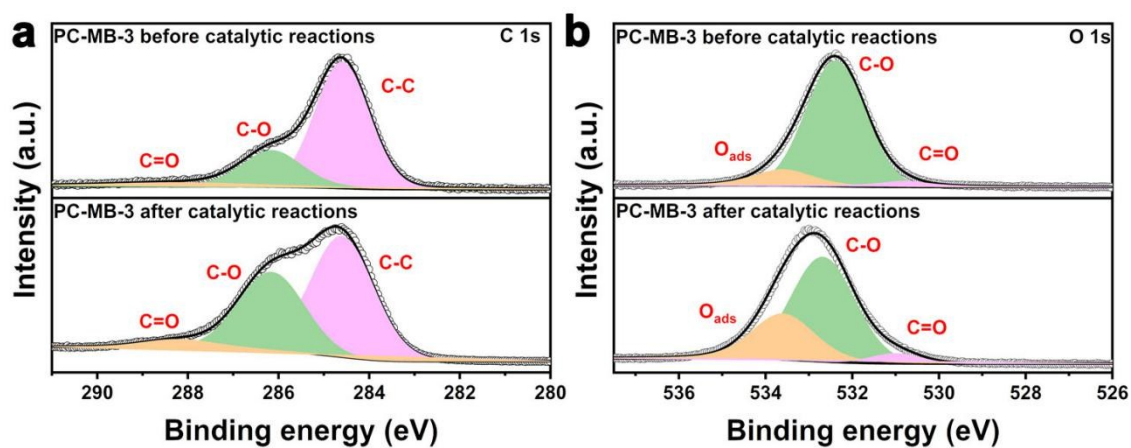 a
PC-MB-3 before catalytic reactions
C 1s
C-C
C-O
C=O
PC-MB-3 after catalytic reactions
C-C
C-O
C=O
Intensity (a.u.)
290 288 286 284 282 280
Binding energy (eV)
b
PC-MB-3 before catalytic reactions
O 1s
C-O
O_ads
C=O
PC-MB-3 after catalytic reactions
C-O
O_ads
C=O
Intensity (a.u.)
536 534 532 530 528 526
Binding energy (eV)